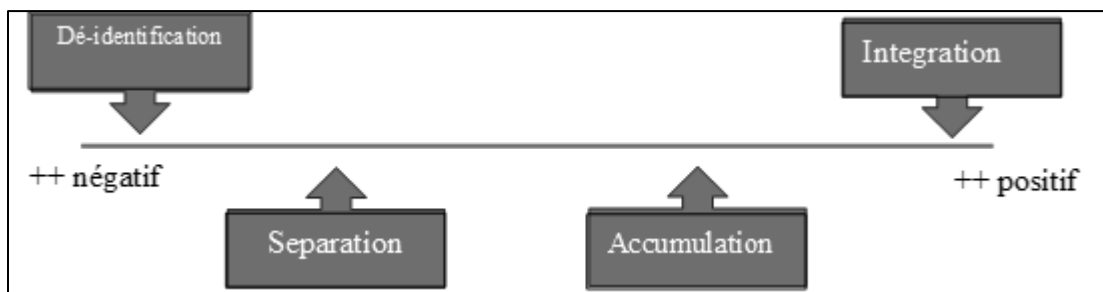 Dé-identification
Integration
++ négatif
++ positif
Separation
Accumulation